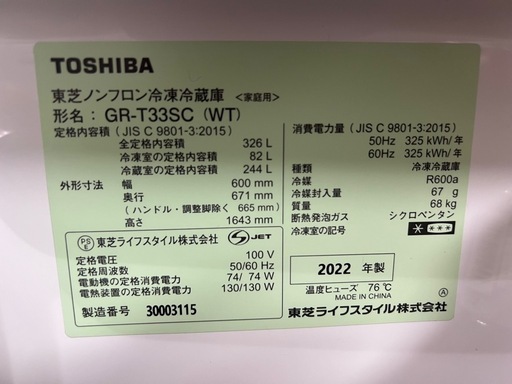 TOSHIBA
東芝ノンフロン冷凍冷蔵庫 <家庭用>
形名： GR-T33SC (WT)
定格内容積 (JIS C 9801-3:2015)
全定格内容積 326 L
冷凍室の定格内容積 82 L
冷蔵室の定格内容積 244 L
外形寸法 幅 600 mm
奥行 671 mm
(ハンドル・調整脚除く 665 mm)
高さ 1643 mm
PS E 東芝ライフスタイル株式会社 S-JET
定格電圧 100 V
定格周波数 50/60 Hz
電動機の定格消費電力 74/ 74 W
電熱装置の定格消費電力 130/130 W
製造番号 30003115
消費電力量 (JIS C 9801-3:2015)
50Hz 325 kWh/年
60Hz 325 kWh/年
種類 冷凍冷蔵庫
冷媒 R600a
冷媒封入量 67 g
質量 68 kg
断熱発泡ガス シクロペンタン
冷凍室の記号 ****
2022 年製
温度ヒューズ 76℃
MADE IN CHINA
東芝ライフスタイル株式会社
A